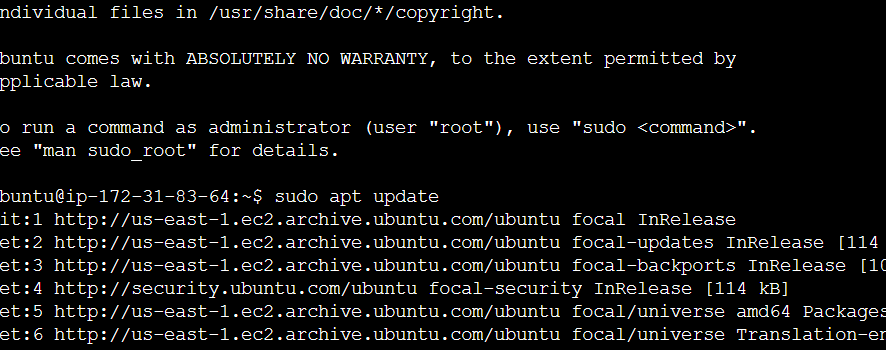 ndividual files in /usr/share/doc/*/copyright.
buntu comes with ABSOLUTELY NO WARRANTY, to the extent permitted by
pplicable law.
o run a command as administrator (user "root"), use "sudo <command>".
ee "man sudo_root" for details.
buntu@ip-172-31-83-64:~$ sudo apt update
it:1 http://us-east-1.ec2.archive.ubuntu.com/ubuntu focal InRelease
et:2 http://us-east-1.ec2.archive.ubuntu.com/ubuntu focal-updates InRelease [114
et:3 http://us-east-1.ec2.archive.ubuntu.com/ubuntu focal-backports InRelease [10
et:4 http://security.ubuntu.com/ubuntu focal-security InRelease [114 kB]
et:5 http://us-east-1.ec2.archive.ubuntu.com/ubuntu focal/universe amd64 Packages
et:6 http://us-east-1.ec2.archive.ubuntu.com/ubuntu focal/universe Translation-en